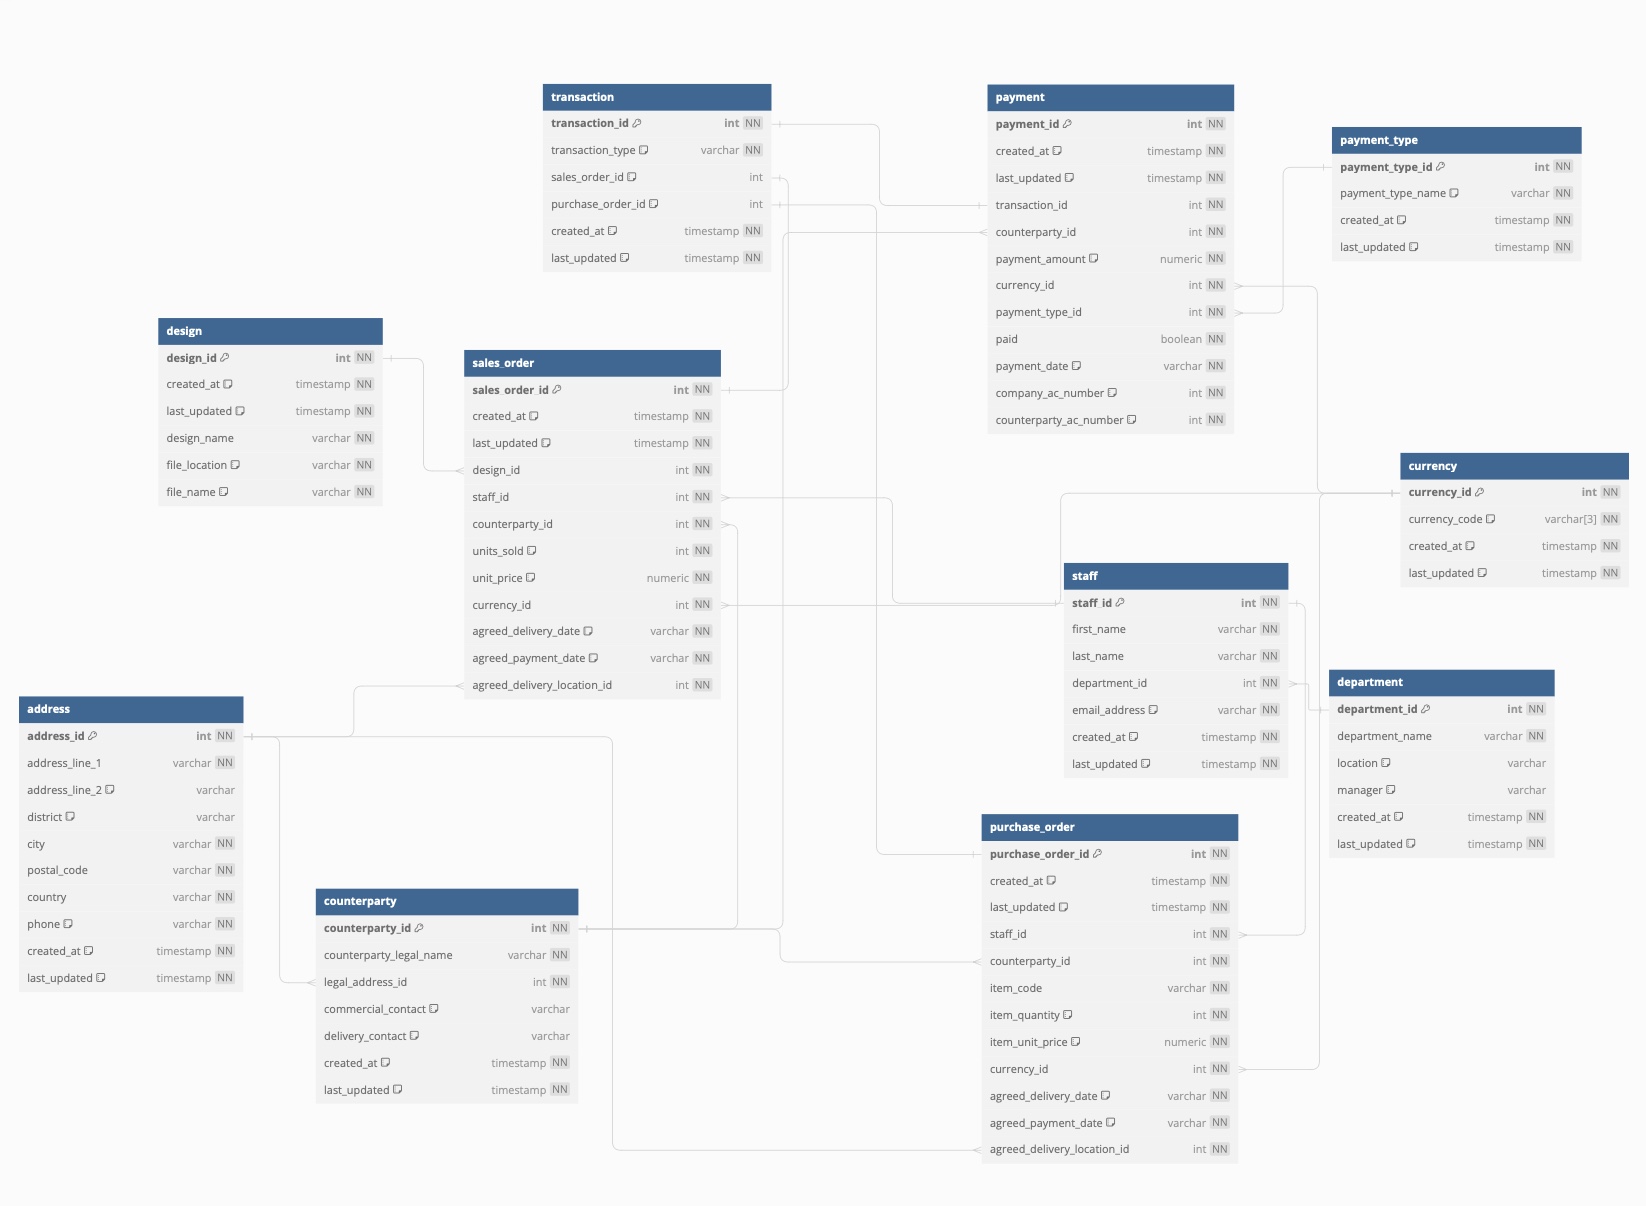 transaction
transaction_id int NN
transaction_type varchar NN
sales_order_id int
purchase_order_id int
created_at timestamp NN
last_updated timestamp NN
payment
payment_id int NN
created_at timestamp NN
last_updated timestamp NN
transaction_id int NN
counterparty_id int NN
payment_amount numeric NN
currency_id int NN
payment_type_id int NN
paid boolean NN
payment_date varchar NN
company_ac_number int NN
counterparty_ac_number int NN
payment_type
payment_type_id int NN
payment_type_name varchar NN
created_at timestamp NN
last_updated timestamp NN
design
design_id int NN
created_at timestamp NN
last_updated timestamp NN
design_name varchar NN
file_location varchar NN
file_name varchar NN
sales_order
sales_order_id int NN
created_at timestamp NN
last_updated timestamp NN
design_id int NN
staff_id int NN
counterparty_id int NN
units_sold int NN
unit_price numeric NN
currency_id int NN
agreed_delivery_date varchar NN
agreed_payment_date varchar NN
agreed_delivery_location_id int NN
currency
currency_id int NN
currency_code varchar[3] NN
created_at timestamp NN
last_updated timestamp NN
staff
staff_id int NN
first_name varchar NN
last_name varchar NN
department_id int NN
email_address varchar NN
created_at timestamp NN
last_updated timestamp NN
department
department_id int NN
department_name varchar NN
location varchar
manager varchar
created_at timestamp NN
last_updated timestamp NN
address
address_id int NN
address_line_1 varchar NN
address_line_2 varchar
district varchar
city varchar NN
postal_code varchar NN
country varchar NN
phone varchar NN
created_at timestamp NN
last_updated timestamp NN
counterparty
counterparty_id int NN
counterparty_legal_name varchar NN
legal_address_id int NN
commercial_contact varchar
delivery_contact varchar
created_at timestamp NN
last_updated timestamp NN
purchase_order
purchase_order_id int NN
created_at timestamp NN
last_updated timestamp NN
staff_id int NN
counterparty_id int NN
item_code varchar NN
item_quantity int NN
item_unit_price numeric NN
currency_id int NN
agreed_delivery_date varchar NN
agreed_payment_date varchar NN
agreed_delivery_location_id int NN